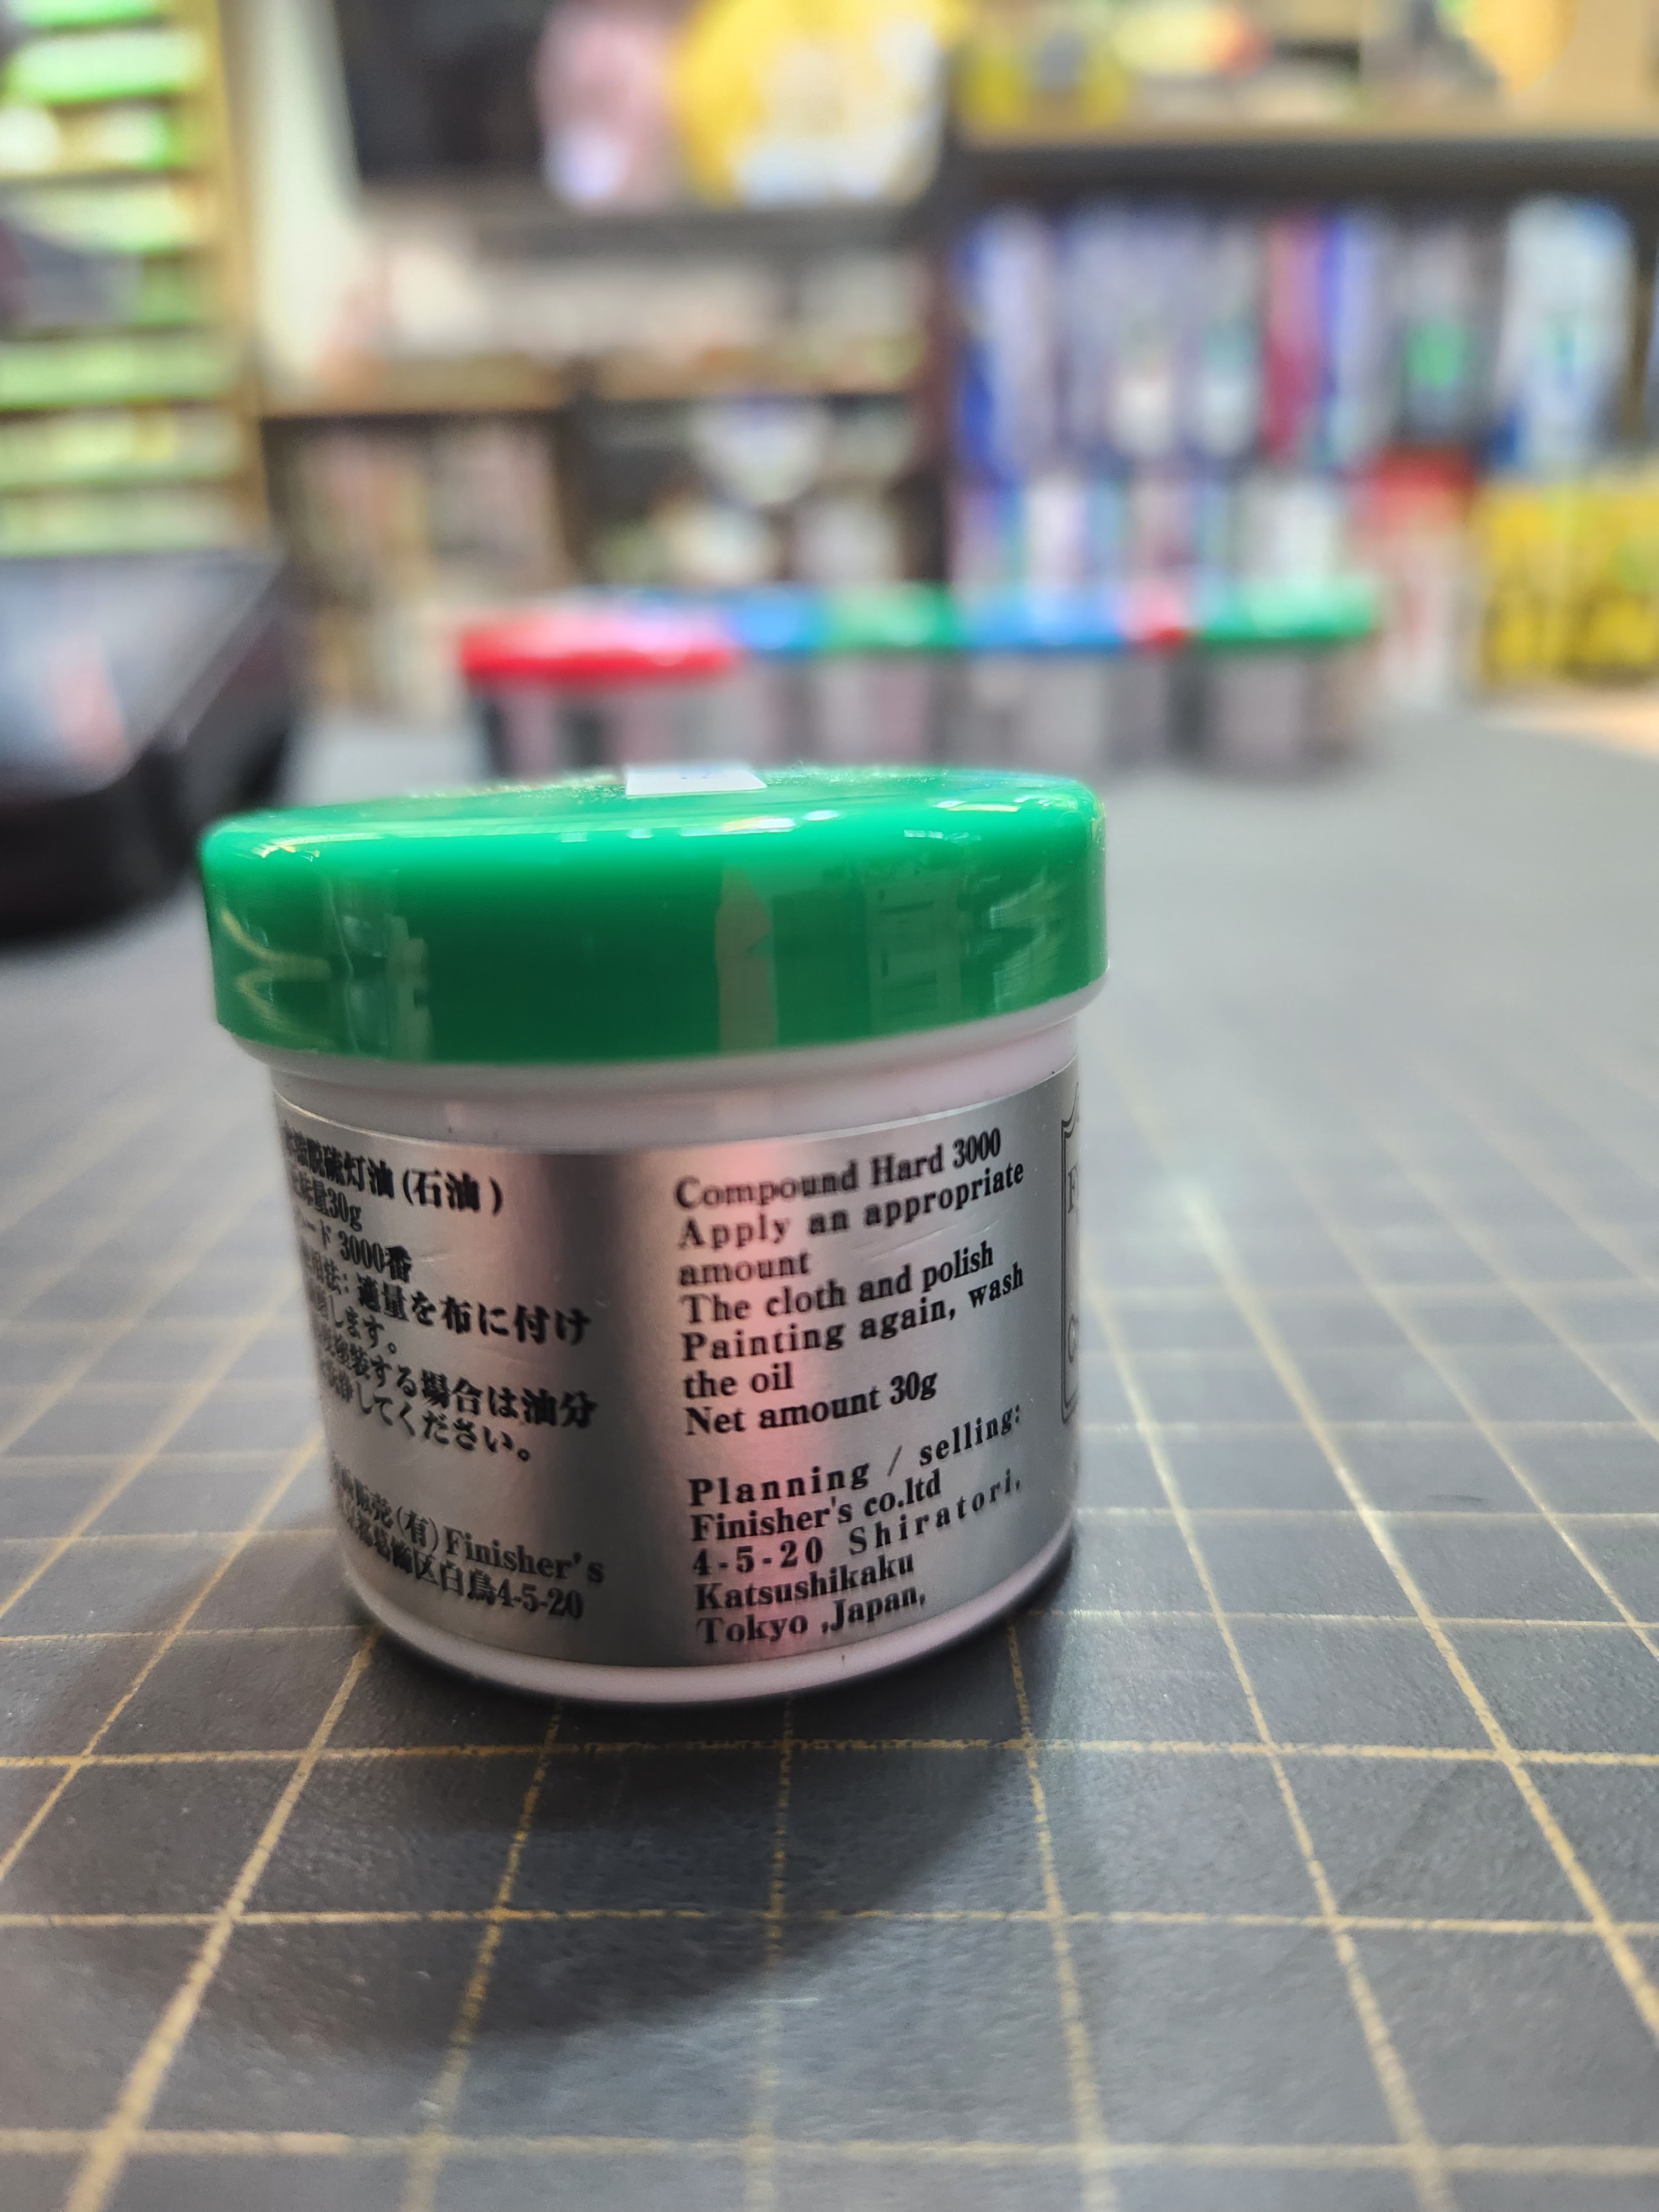 脱硫灯油(石油)
量30g
ード 3000番
法: 適量を布に付け
します。
塗装する場合は油分
してください。
販売(有)Finisher's
都葛飾区白鳥4-5-20
Compound Hard 3000
Apply an appropriate
amount
The cloth and polish
Painting again, wash
the oil
Net amount 30g
Planning / selling:
Finisher's co.ltd
4-5-20 Shiratori,
Katsushikaku
Tokyo ,Japan,